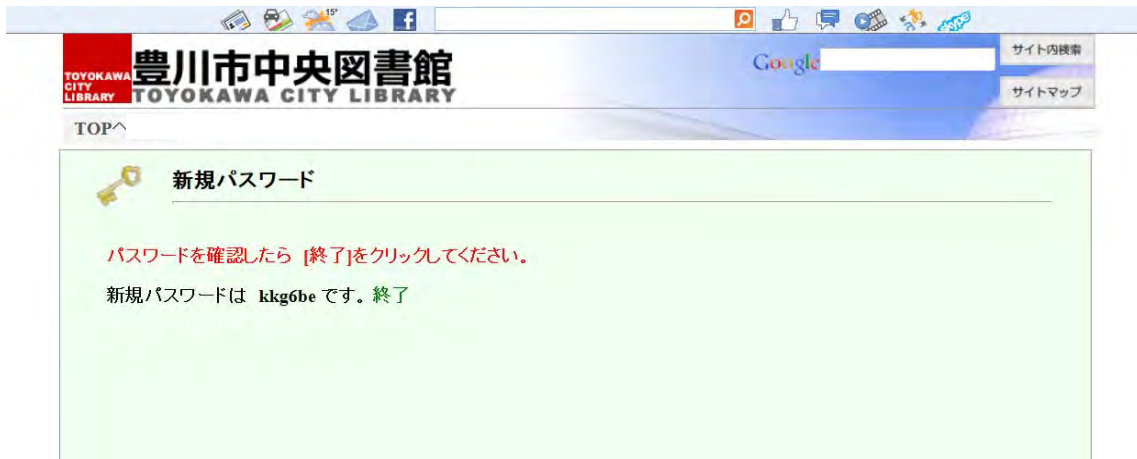 15°
豊川市中央図書館
TOYOKAWA
CITY
LIBRARY
TOYOKAWA CITY LIBRARY
Google
サイト内検索
サイトマップ
TOPへ
新規パスワード
パスワードを確認したら [終了]をクリックしてください。
新規パスワードは kkg6be です。終了
skype